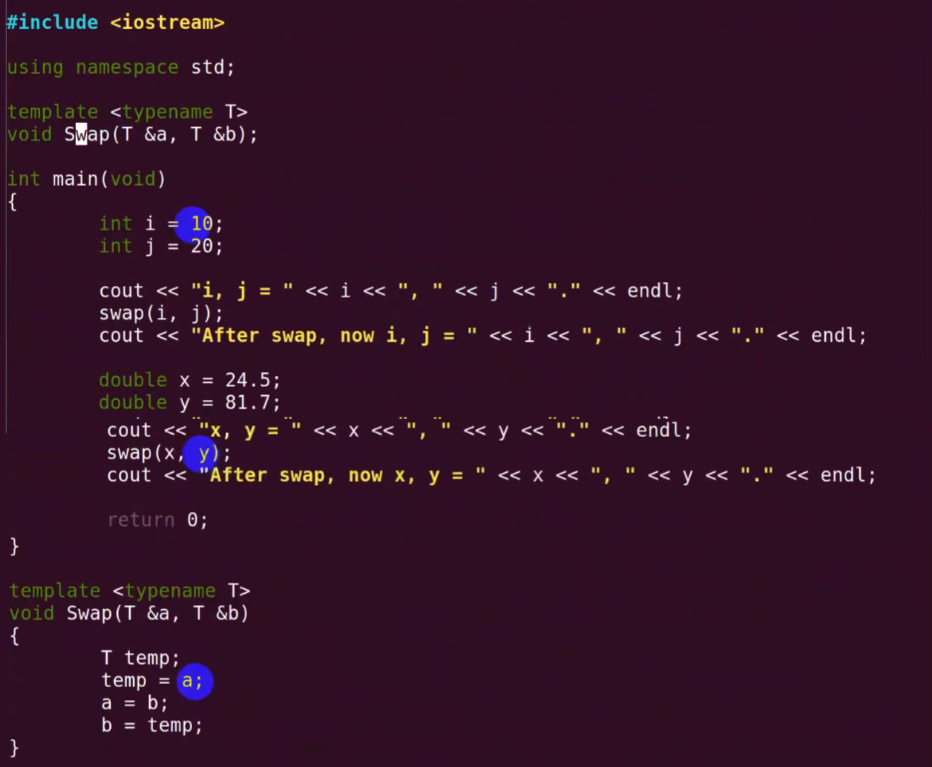 #include <iostream>
using namespace std;
template <typename T>
void Swap(T &a, T &b);
int main(void)
{
int i = 10;
int j = 20;
cout << "i, j = " << i << ", " << j << "." << endl;
swap(i, j);
cout << "After swap, now i, j = " << i << ", " << j << "." << endl;
double x = 24.5;
double y = 81.7;
cout << "x, y = " << x << ", " << y << "." << endl;
swap(x, y);
cout << "After swap, now x, y = " << x << ", " << y << "." << endl;
return 0;
}
template <typename T>
void Swap(T &a, T &b)
{
T temp;
temp = a;
a = b;
b = temp;
}